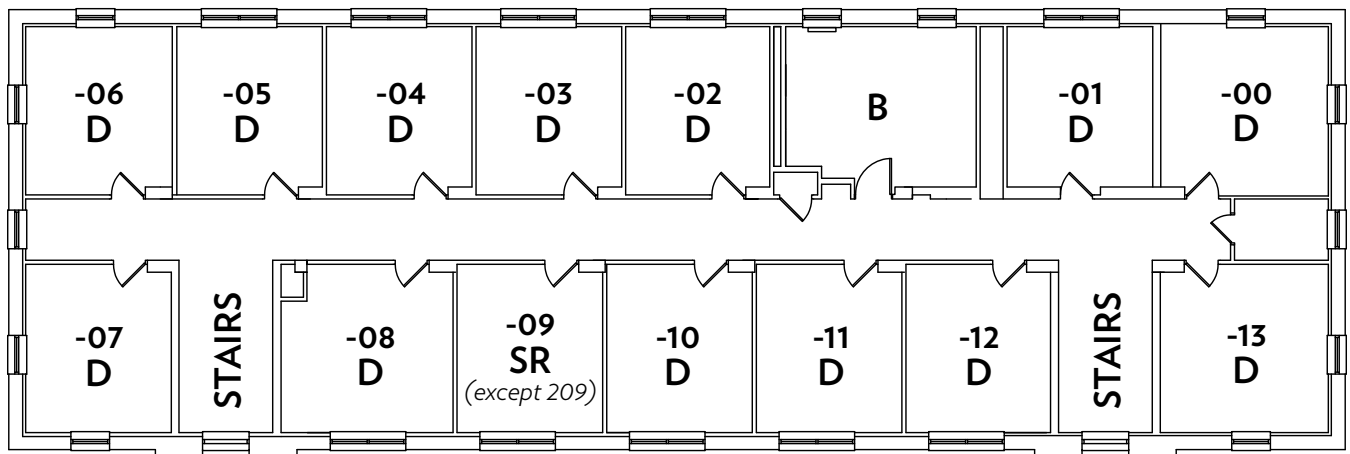 -06
D
-05
D
-04
D
-03
D
-02
D
B
-01
D
-00
D
-07
D
STAIRS
-08
D
-09
SR
(except 209)
-10
D
-11
D
-12
D
STAIRS
-13
D